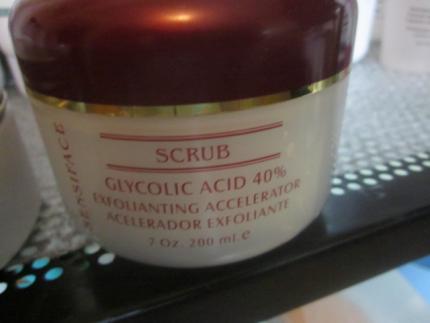 SCRUB
GLYCOLIC ACID 40%
EXFOLIANTING ACCELERATOR
ACELERADOR EXFOLIANTE
7 Oz. 200 ml.e